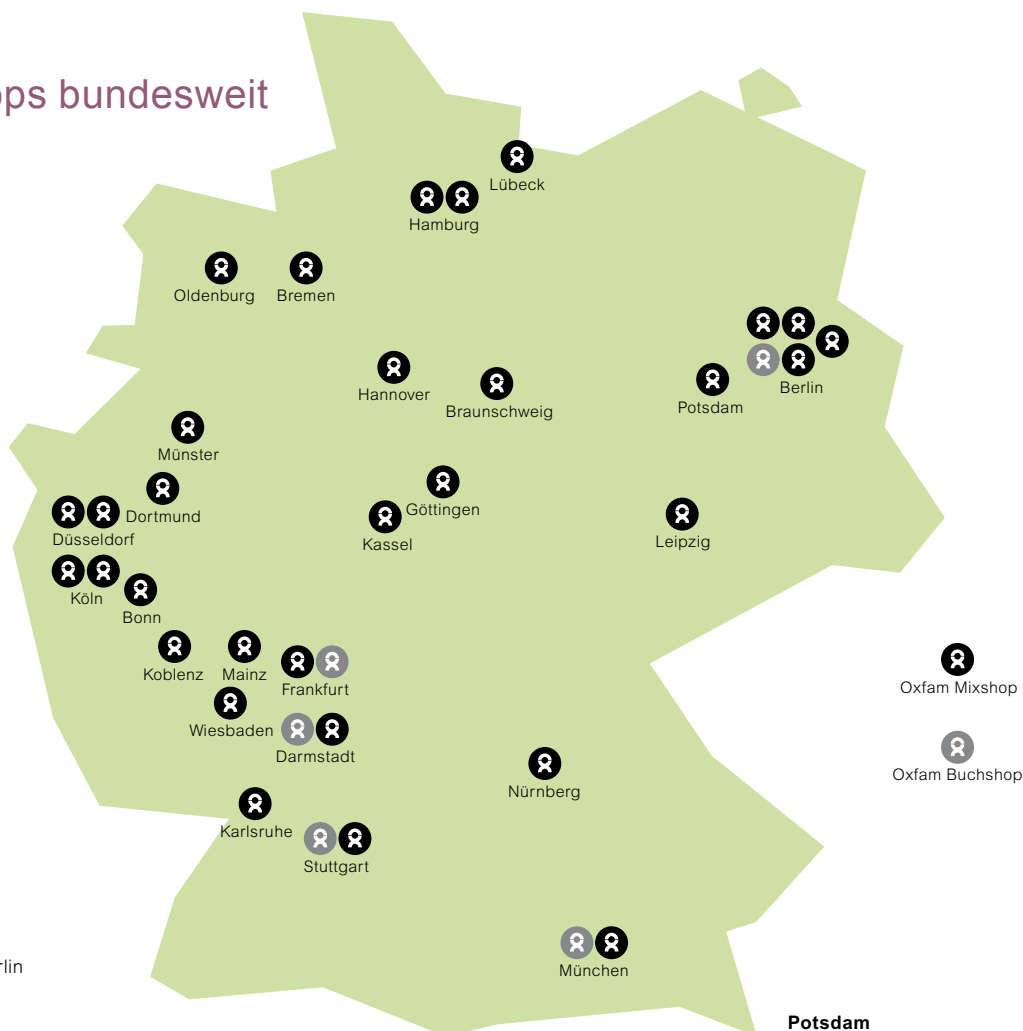 ps bundesweit
Lübeck
Hamburg
Oldenburg
Bremen
Hannover
Braunschweig
Potsdam
Berlin
Münster
Dortmund
Göttingen
Düsseldorf
Kassel
Leipzig
Köln
Bonn
Koblenz
Mainz
Frankfurt
Oxfam Mixshop
Wiesbaden
Darmstadt
Oxfam Buchshop
Nürnberg
Karlsruhe
Stuttgart
München
rlin
Potsdam